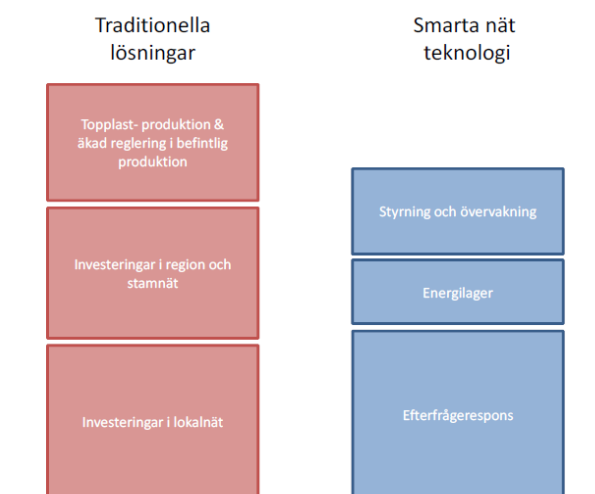 Traditionella
lösningar
Topplast- produktion &
äkad reglering i befintlig
produktion
Investeringar i region och
stamnät
Investeringar i lokalnät
Smarta nät
teknologi
Styrning och övervakning
Energilager
Efterfrågerespons